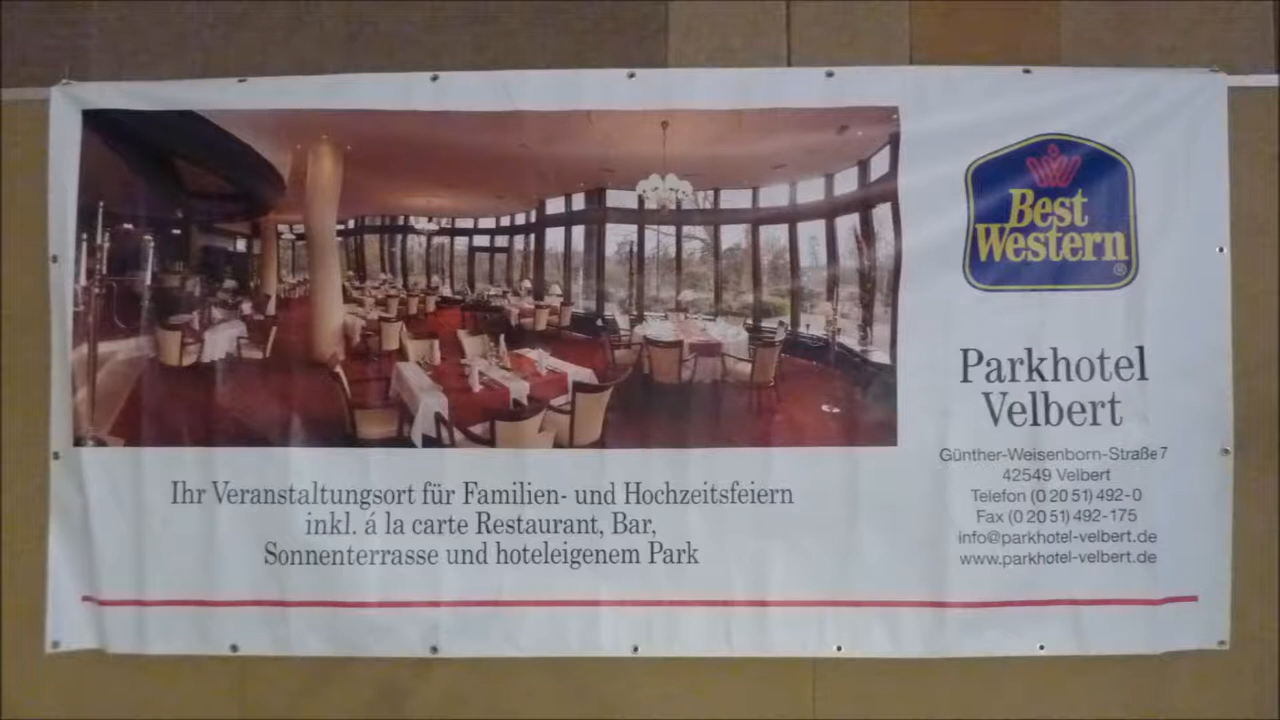 Best
Western®
Parkhotel
Velbert
Günther-Weisenborn-Straße 7
42549 Velbert
Telefon (0 20 51) 492-0
Fax (0 20 51) 492-175
info@parkhotel-velbert.de
www.parkhotel-velbert.de
Ihr Veranstaltungsort für Familien- und Hochzeitsfeiern
inkl. á la carte Restaurant, Bar,
Sonnenterrasse und hoteleigenem Park